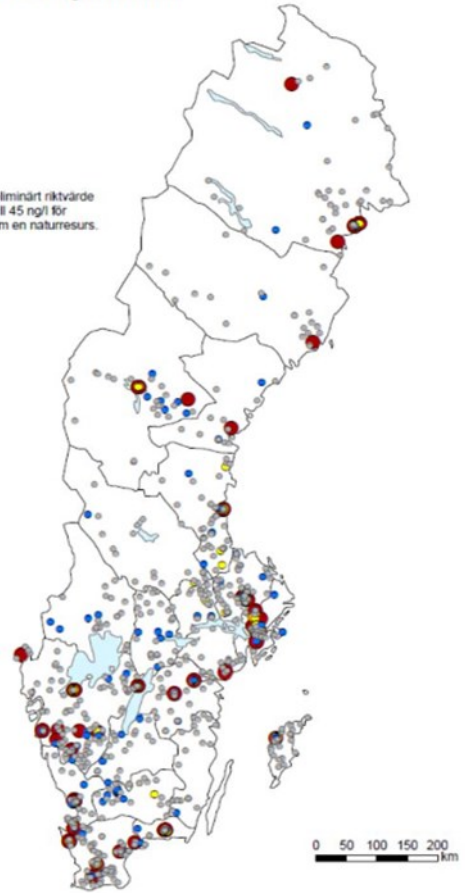 liminärt riktvärde
ll 45 ng/l för
m en naturresurs.
0 50 100 150 200
km